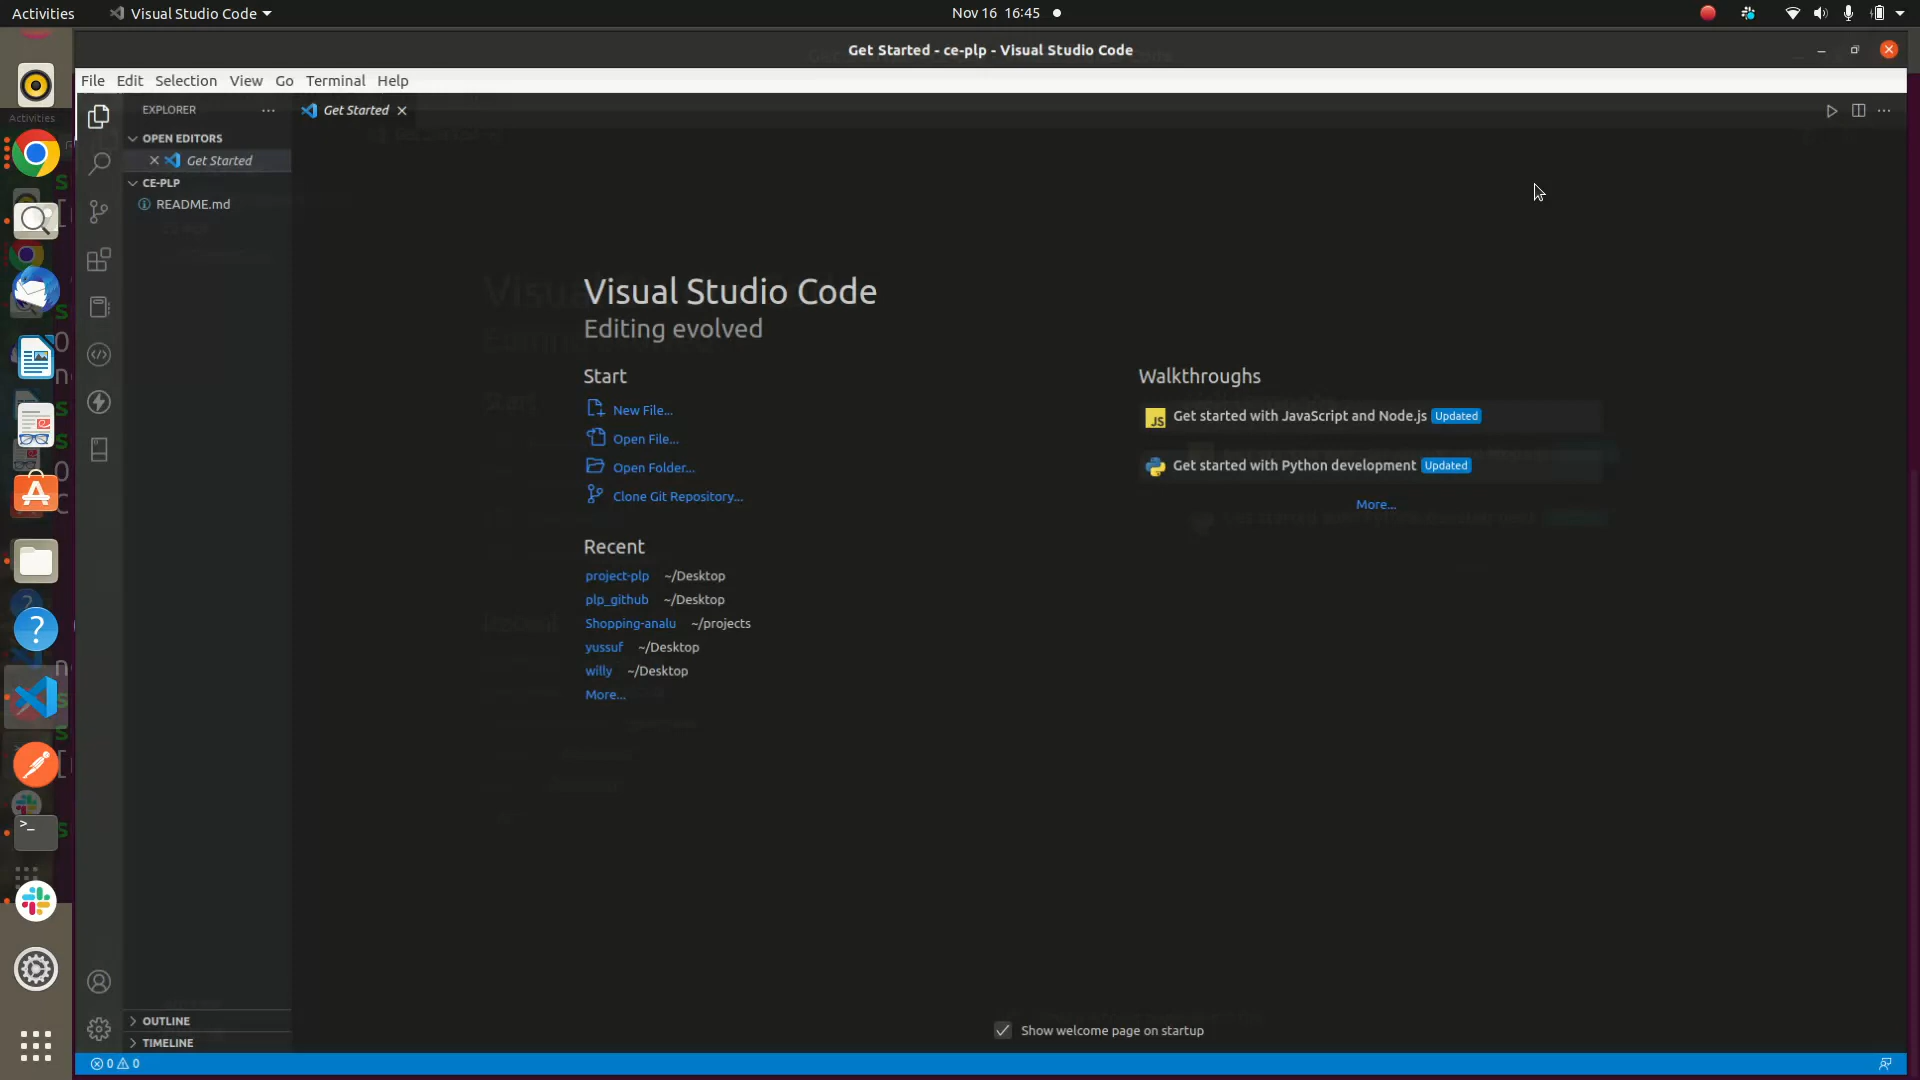 Activities
Visual Studio Code
Nov 16 16:45
Get Started - ce-plp - Visual Studio Code
File Edit Selection View Go Terminal Help
EXPLORER
Get Started
OPEN EDITORS
Get Started
CE-PLP
README.md
Visual Studio Code
Editing evolved
Start
New File...
Open File...
Open Folder...
Clone Git Repository...
Recent
project-plp ~/Desktop
plp_github ~/Desktop
Shopping-analu ~/projects
yussuf ~/Desktop
willy ~/Desktop
More...
Walkthroughs
Get started with JavaScript and Node.js Updated
Get started with Python development Updated
More...
Show welcome page on startup
OUTLINE
TIMELINE
0 0